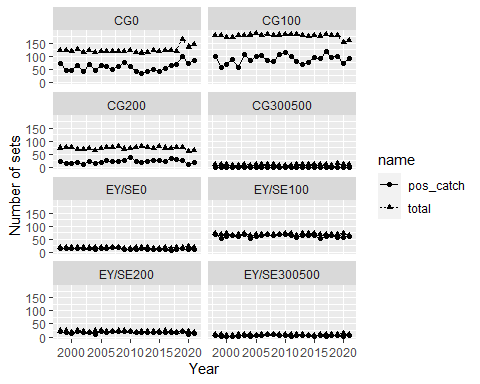 CG0 CG100
150
100
50
0
CG200 CG300500
150
100
50
0
EY/SE0 EY/SE100
150
100
50
0
EY/SE200 EY/SE300500
150
100
50
0
2000 2005 2010 2015 2020 2000 2005 2010 2015 2020
Year
Number of sets
name
pos_catch
total